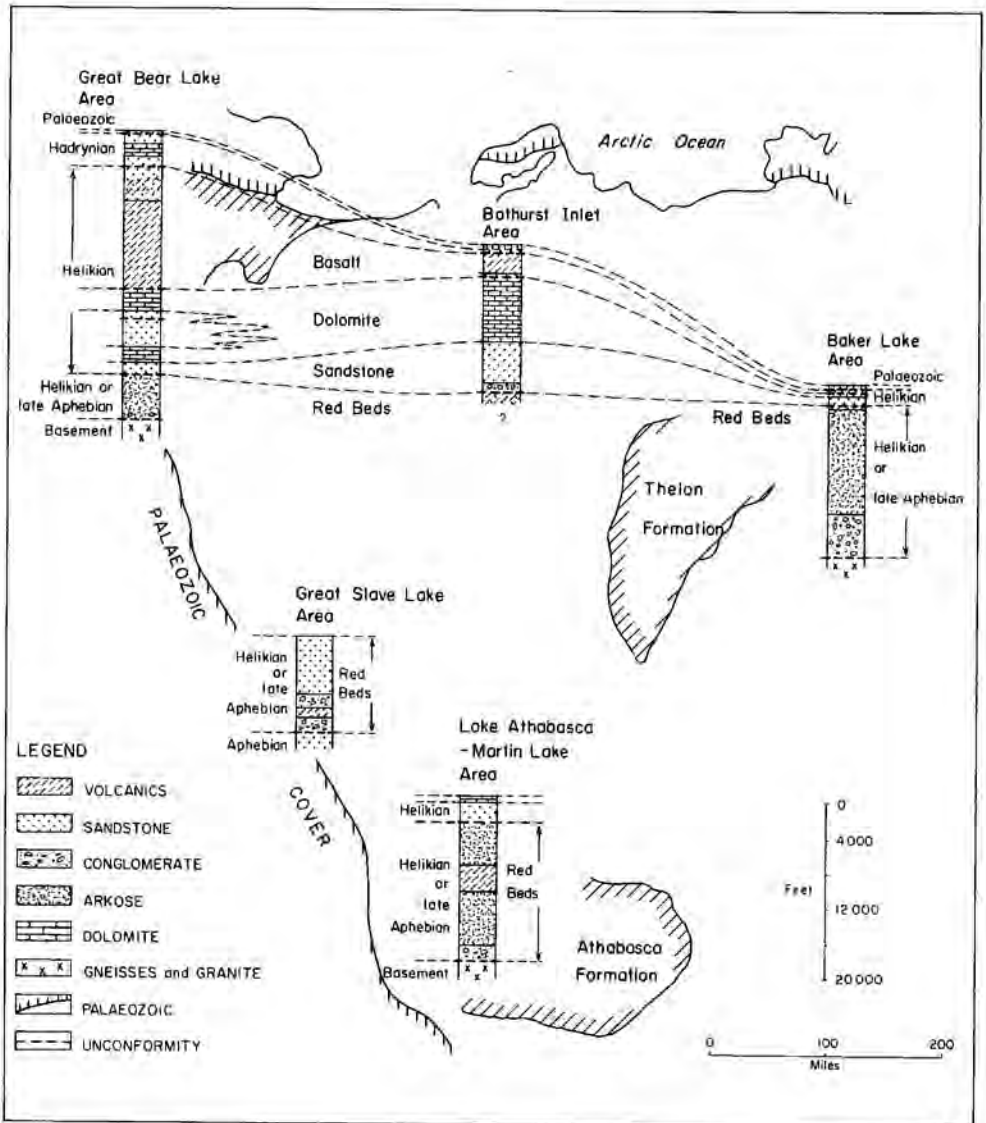 Great Bear Lake
Area
Palaeozoic
Hadrynian
Helikian
Helikian or
late Aphebian
Basement
x x x
Arctic Ocean
Bathurst Inlet
Area
Basalt
Dolomite
Sandstone
Red Beds
?
Red Beds
Baker Lake
Area
Palaeozoic
Helikian
Helikian
or
late Aphebian
x x x
Thelon
Formation
PALAEOZOIC
COVER
Great Slave Lake
Area
Helikian
or
late
Aphebian
Red
Beds
Aphebian
Lake Athabasca
-Martin Lake
Area
Helikian
Helikian
or
late
Aphebian
Red
Beds
Basement
x x x
Athabasca
Formation
LEGEND
VOLCANICS
SANDSTONE
CONGLOMERATE
ARKOSE
DOLOMITE
x x x GNEISSES and GRANITE
PALAEOZOIC
UNCONFORMITY
Feet
0
4000
12000
20000
0 100 200
Miles